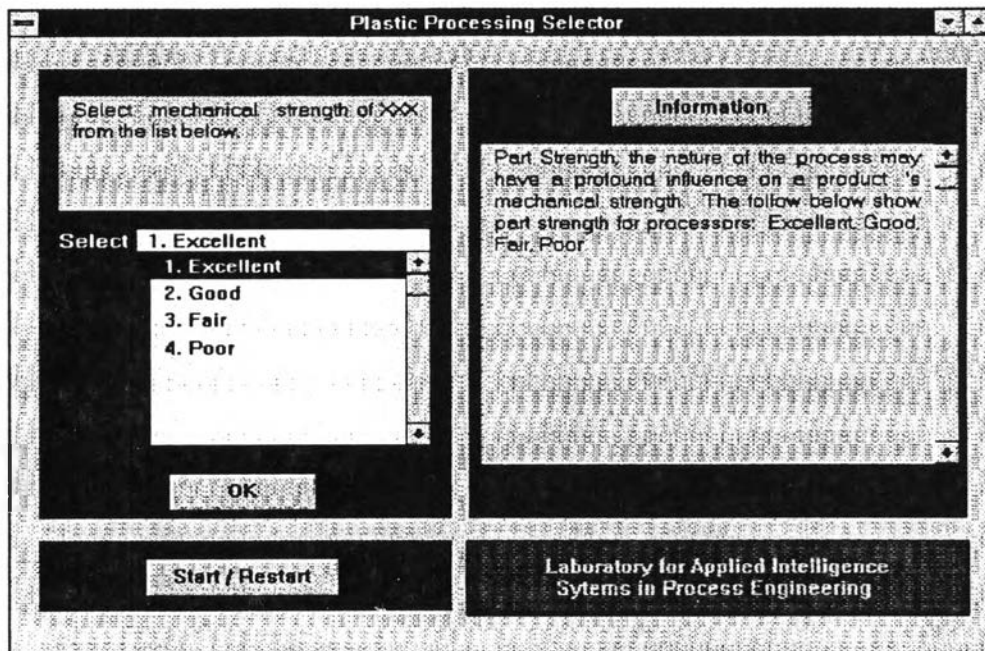 Plastic Processing Selector
Select mechanical strength of XXX
from the list below.
Select 1. Excellent
1. Excellent
2. Good
3. Fair
4. Poor
OK
Start / Restart
Information
Part Strength, the nature of the process may
have a profound influence on a product 's
mechanical strength. The follow below show
part strength for processors: Excellent, Good,
Fair, Poor
Laboratory for Applied Intelligence
Sytems in Process Engineering